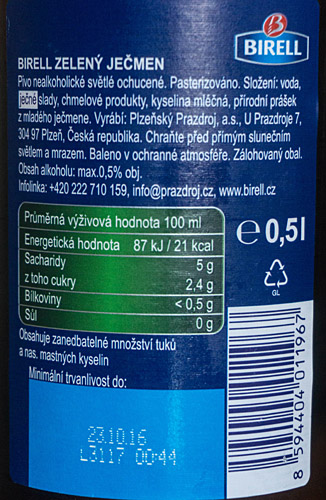 BIRELL
BIRELL ZELENÝ JEČMEN
Pivo nealkoholické světlé ochucené. Pasterizováno. Složení: voda,
ječné slady, chmelové produkty, kyselina mléčná, přírodní prášek
z mladého ječmene. Vyrábí: Plzeňský Prazdroj, a.s., U Prazdroje 7,
304 97 Plzeň, Česká republika. Chraňte před přímým slunečním
světlem a mrazem. Baleno v ochranné atmosféře. Zálohovaný obal.
Obsah alkoholu: max.0,5% obj.
Infolinka: +420 222 710 159, info@prazdroj.cz, www.birell.cz
Průměrná výživová hodnota 100 ml
Energetická hodnota 87 kJ / 21 kcal
Sacharidy 5 g
z toho cukry 2,4 g
Bílkoviny < 0,5 g
Sůl 0 g
℮ 0,5l
GL
Obsahuje zanedbatelné množství tuků
a nas. mastných kyselin
Minimální trvanlivost do:
23.10.16
L3117 00:44
8 594404 011967